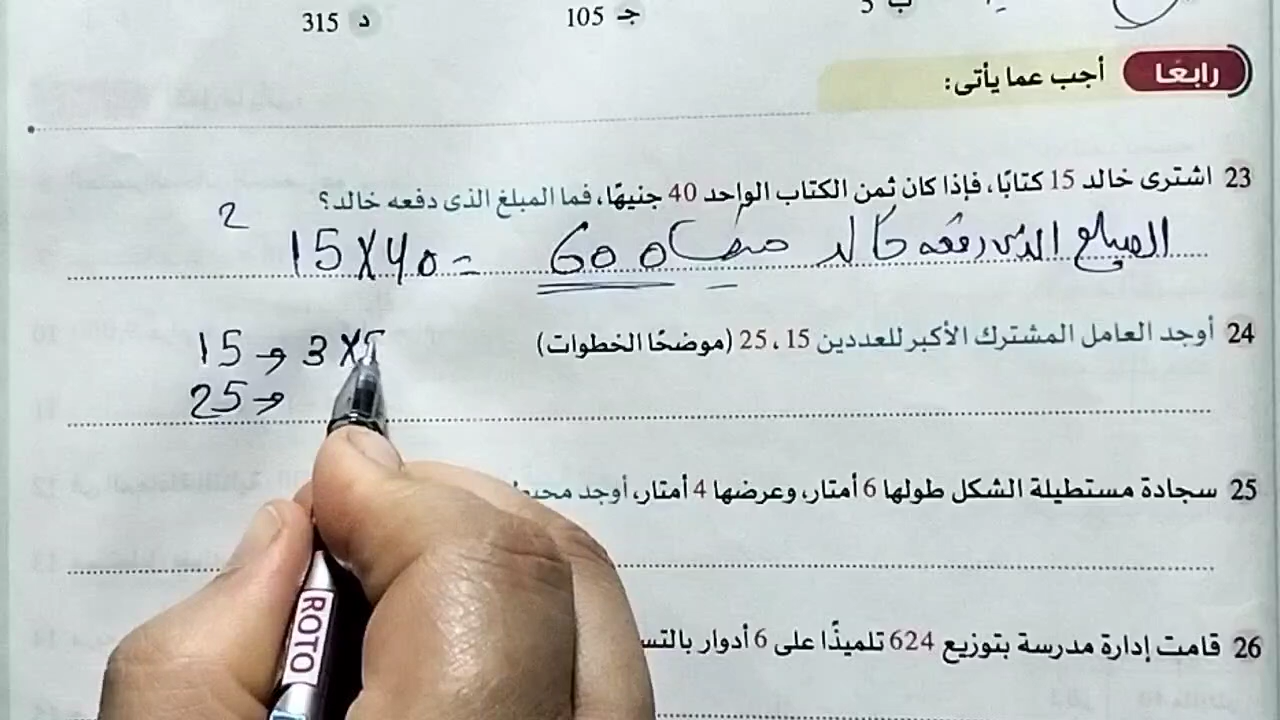 جـ 105 د 315
رابعًا أجب عما يأتى:
23 اشترى خالد 15 كتابًا، فإذا كان ثمن الكتاب الواحد 40 جنيهًا، فما المبلغ الذى دفعه خالد؟
2
المبلغ الذى دفعه خالد
15 X 40 = 600
24 أوجد العامل المشترك الأكبر للعددين 15، 25 (موضحًا الخطوات)
15 → 3 X 5
25 →
25 سجادة مستطيلة الشكل طولها 6 أمتار، وعرضها 4 أمتار، أوجد
26 قامت إدارة مدرسة بتوزيع 624 تلميذًا على 6 أدوار
ROTO